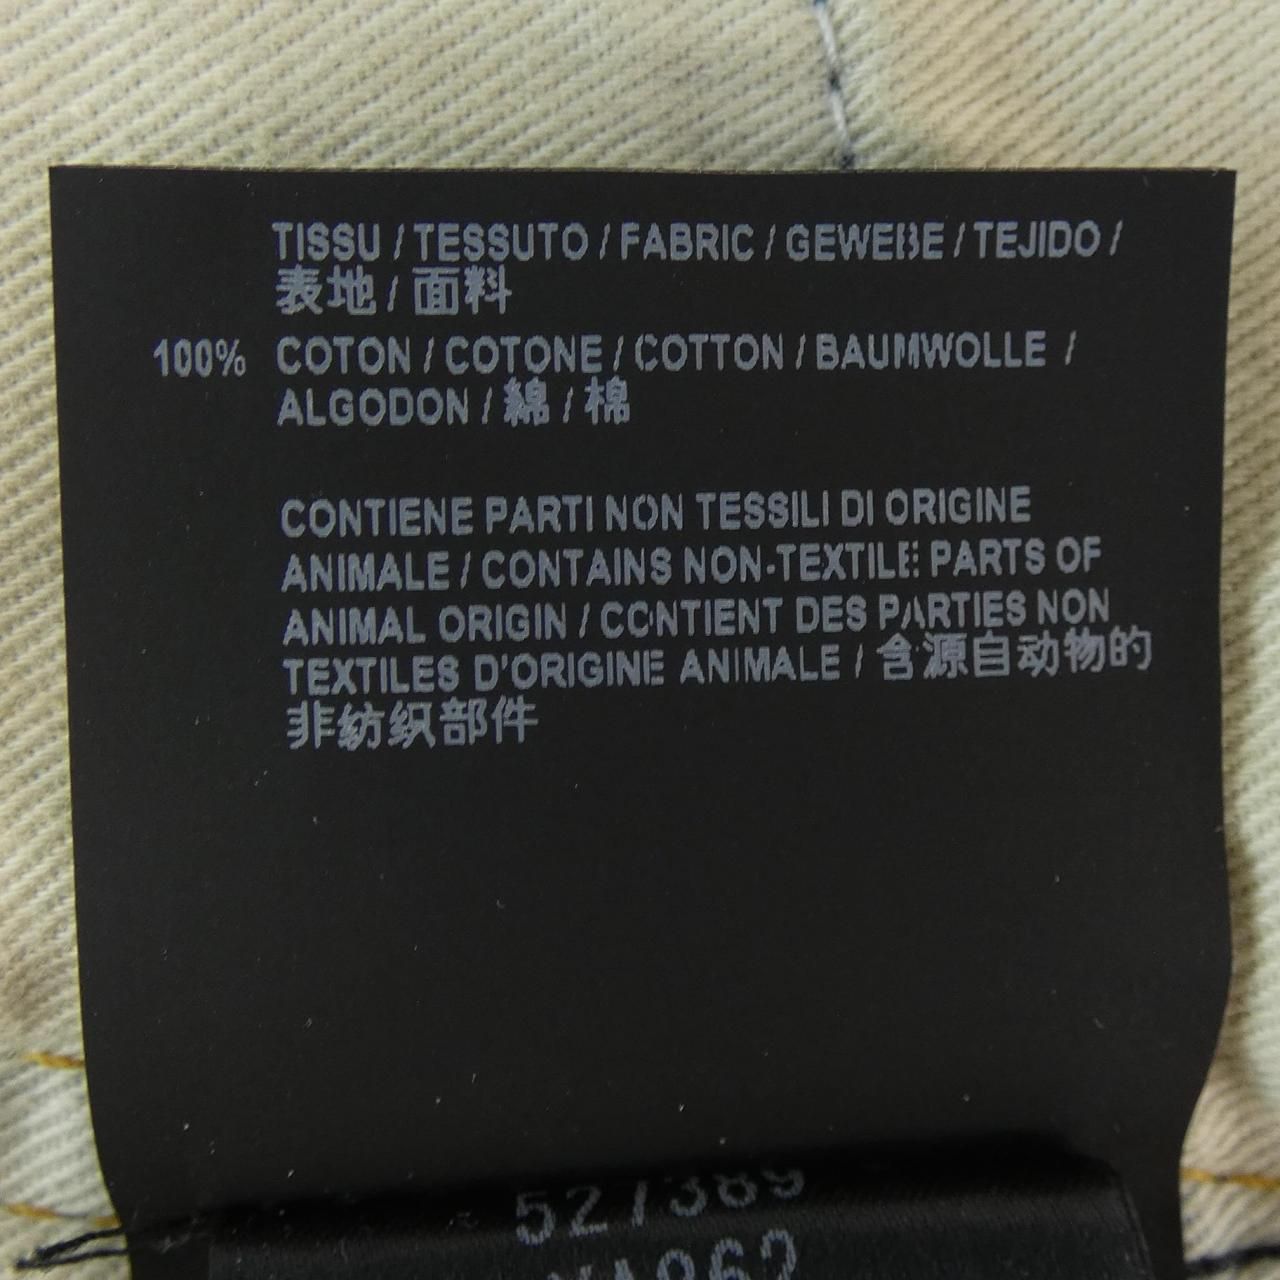 TISSU / TESSUTO / FABRIC / GEWEBE / TEJIDO /
表地 / 面料
100% COTON / COTONE / COTTON / BAUMWOLLE /
ALGODON / 綿 / 棉
CONTIENE PARTI NON TESSILI DI ORIGINE
ANIMALE / CONTAINS NON-TEXTILE PARTS OF
ANIMAL ORIGIN / CONTIENT DES PARTIES NON
TEXTILES D'ORIGINE ANIMALE / 含源自动物的
非纺织部件
527389